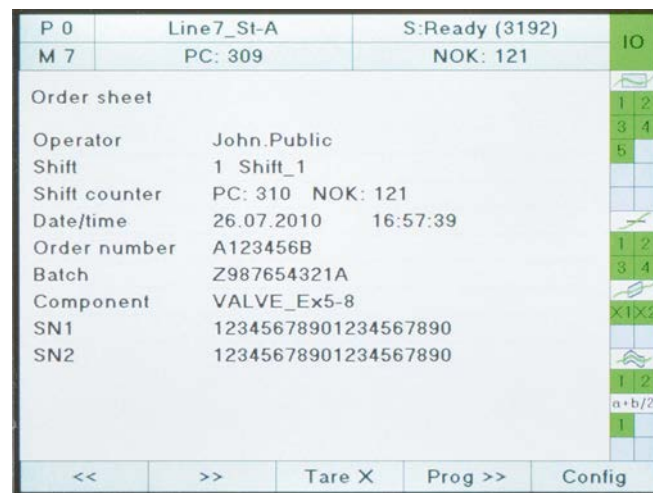 P 0 Line7_St-A S:Ready (3192) IO
M 7 PC: 309 NOK: 121
Order sheet
1 2
3 4
Operator John.Public
5
Shift 1 Shift_1
Shift counter PC: 310 NOK: 121
Date/time 26.07.2010 16:57:39
Order number A123456B
1 2
Batch Z987654321A
3 4
Component VALVE_Ex5-8
X1 X2
SN1 12345678901234567890
SN2 12345678901234567890
1 2
a+b/2
1
<< >> Tare X Prog >> Config